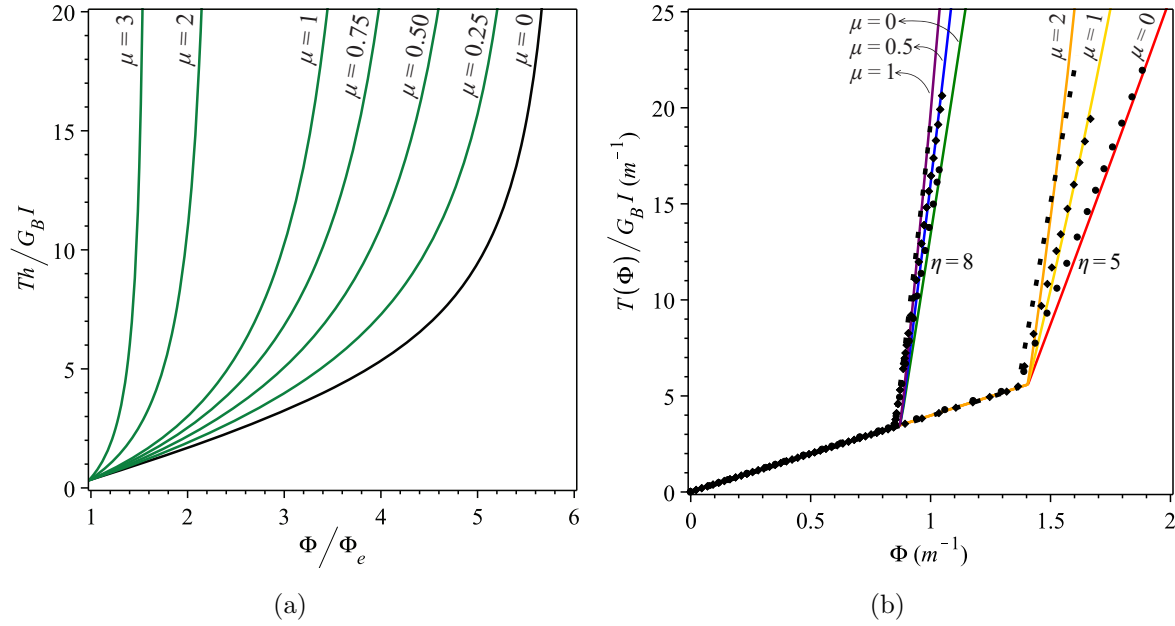 20
15
10
5
0
Th/G_B I
μ = 3
μ = 2
μ = 1
μ = 0.75
μ = 0.50
μ = 0.25
μ = 0
1
2
3
4
5
6
Φ/Φ_e
(a)
25
20
15
10
5
0
T(Φ)/G_B I (m⁻¹)
μ = 0
μ = 0.5
μ = 1
μ = 2
μ = 1
μ = 0
η = 8
η = 5
0
0.5
1
1.5
2
Φ (m⁻¹)
(b)